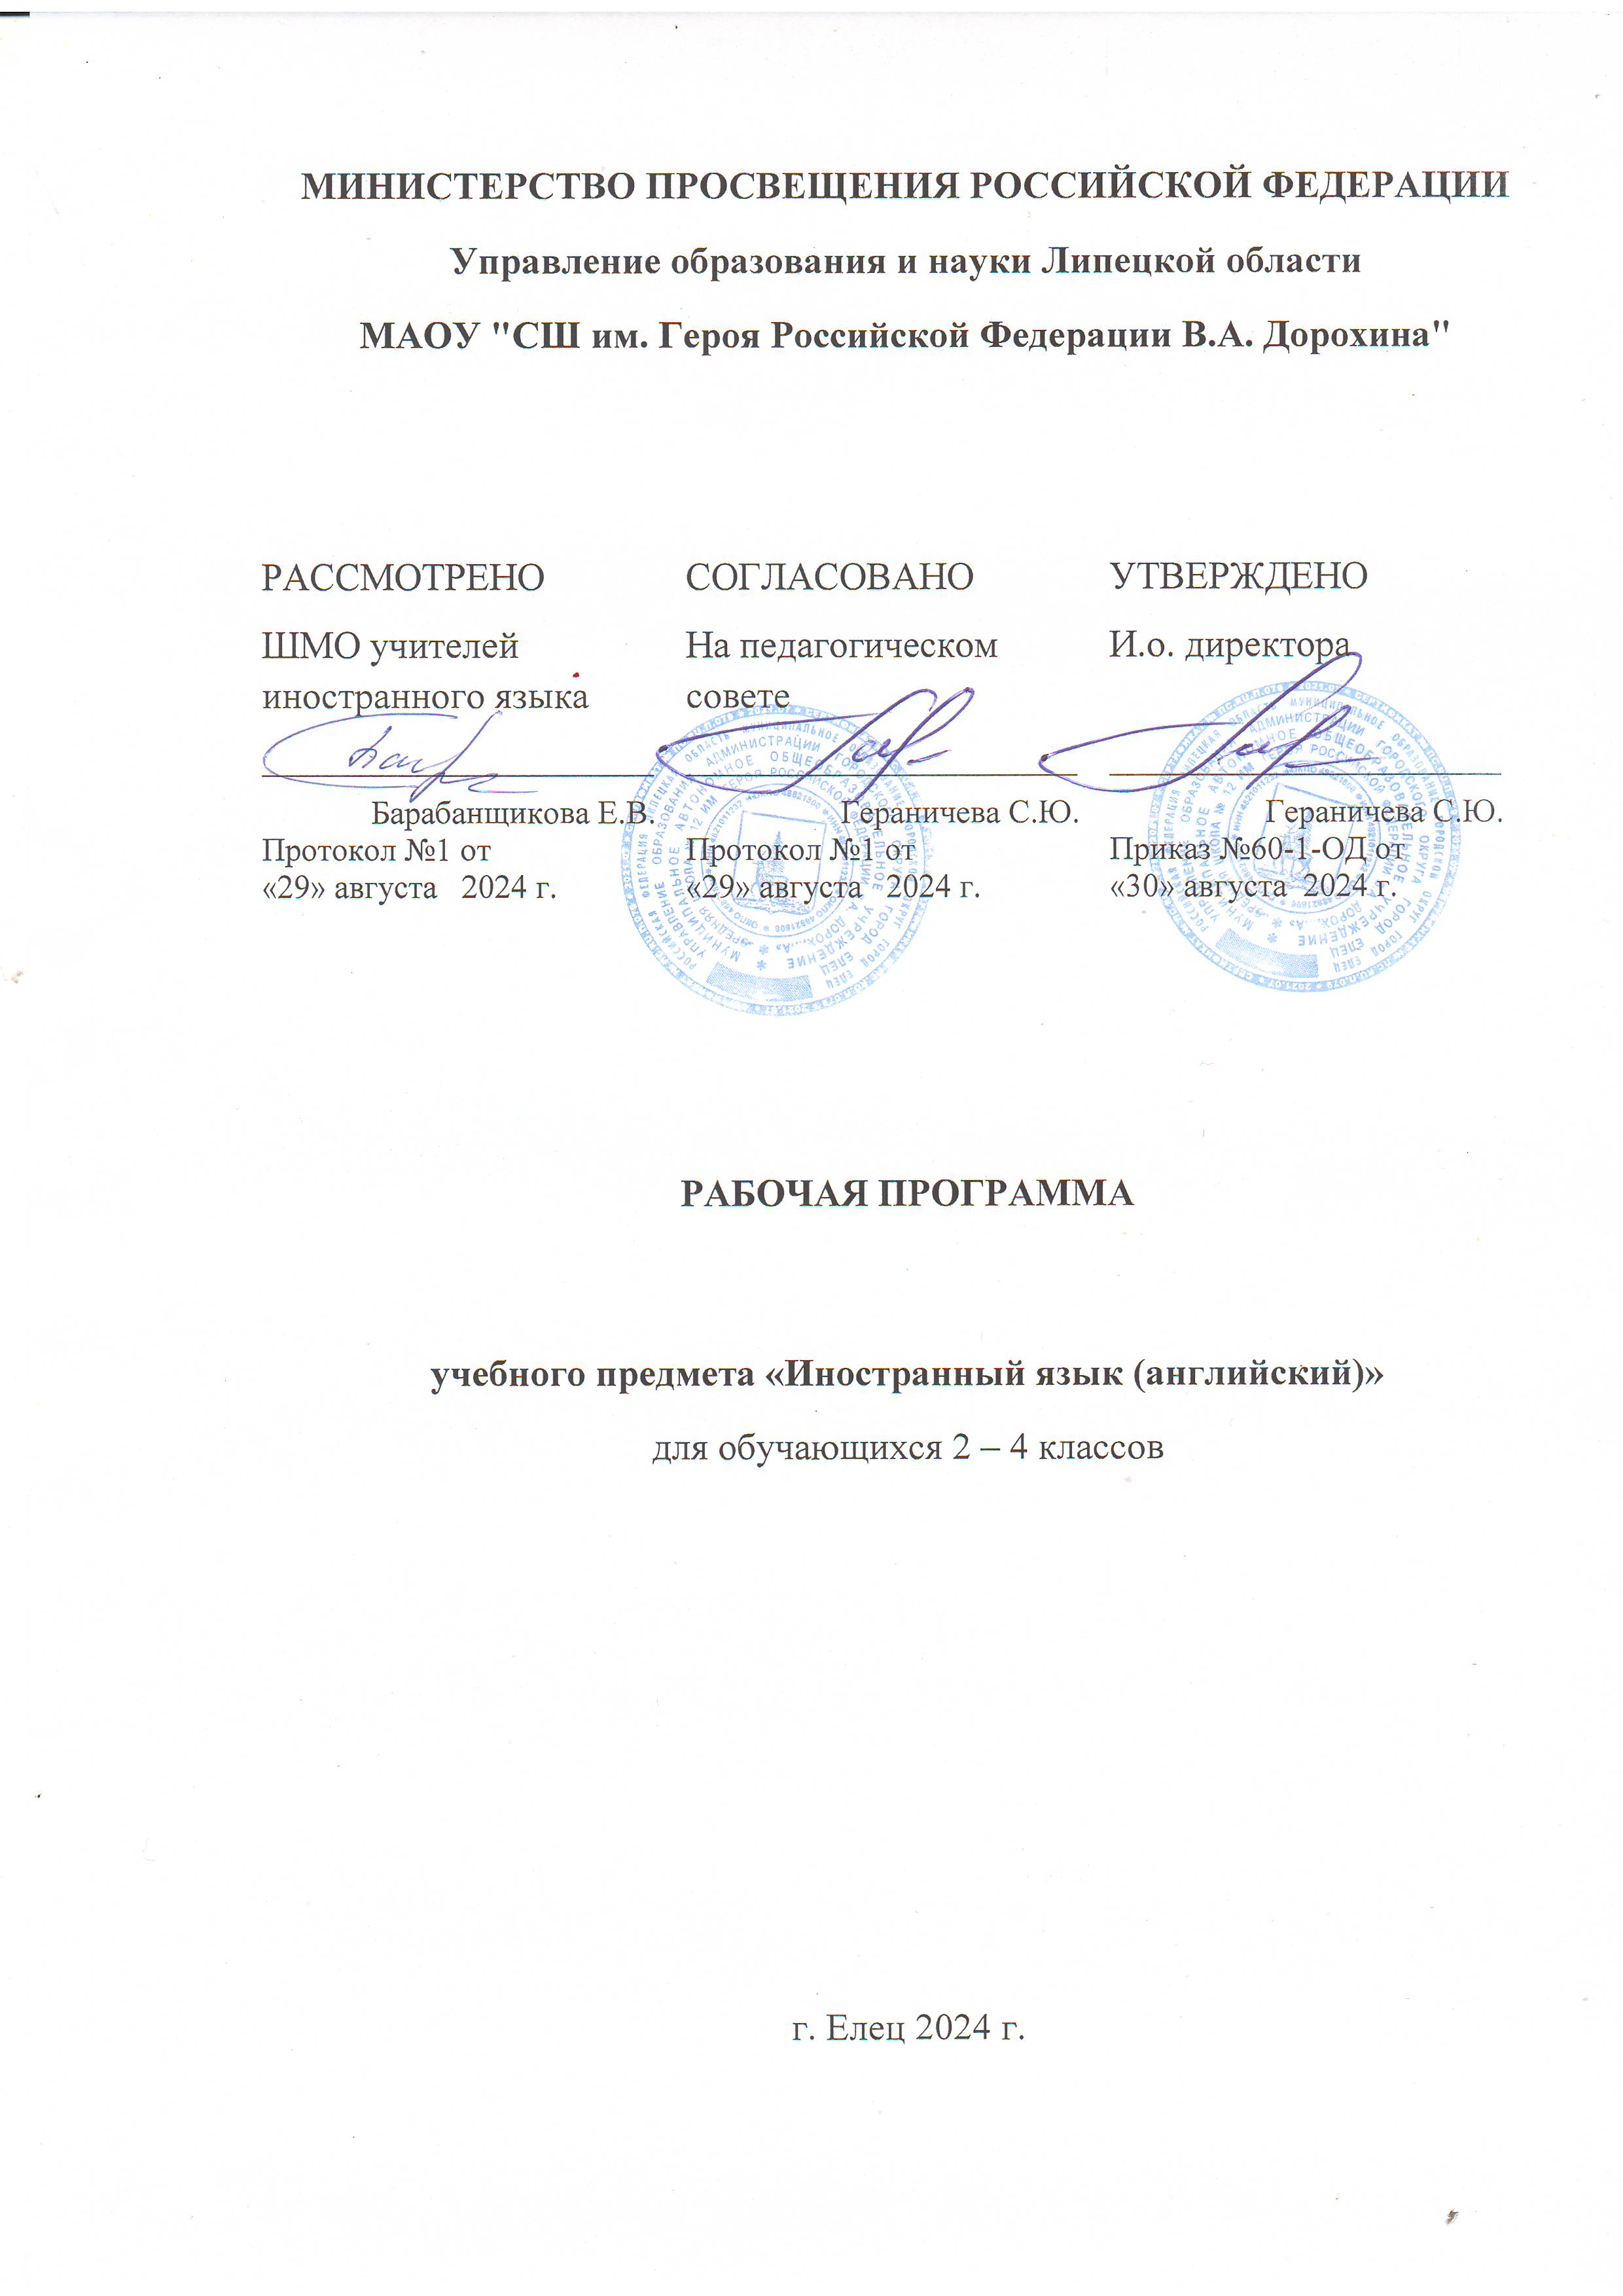 МИНИСТЕРСТВО ПРОСВЕЩЕНИЯ РОССИЙСКОЙ ФЕДЕРАЦИИ
Управление образования и науки Липецкой области
МАОУ "СШ им. Героя Российской Федерации В.А. Дорохина"
РАССМОТРЕНО
ШМО учителей
иностранного языка
Барабанщикова Е.В.
Протокол №1 от
«29» августа 2024 г.
СОГЛАСОВАНО
На педагогическом
совете
Гераничева С.Ю.
Протокол №1 от
«29» августа 2024 г.
УТВЕРЖДЕНО
И.о. директора
Гераничева С.Ю.
Приказ №60-1-ОД от
«30» августа 2024 г.
РАБОЧАЯ ПРОГРАММА
учебного предмета «Иностранный язык (английский)»
для обучающихся 2 – 4 классов
г. Елец 2024 г.